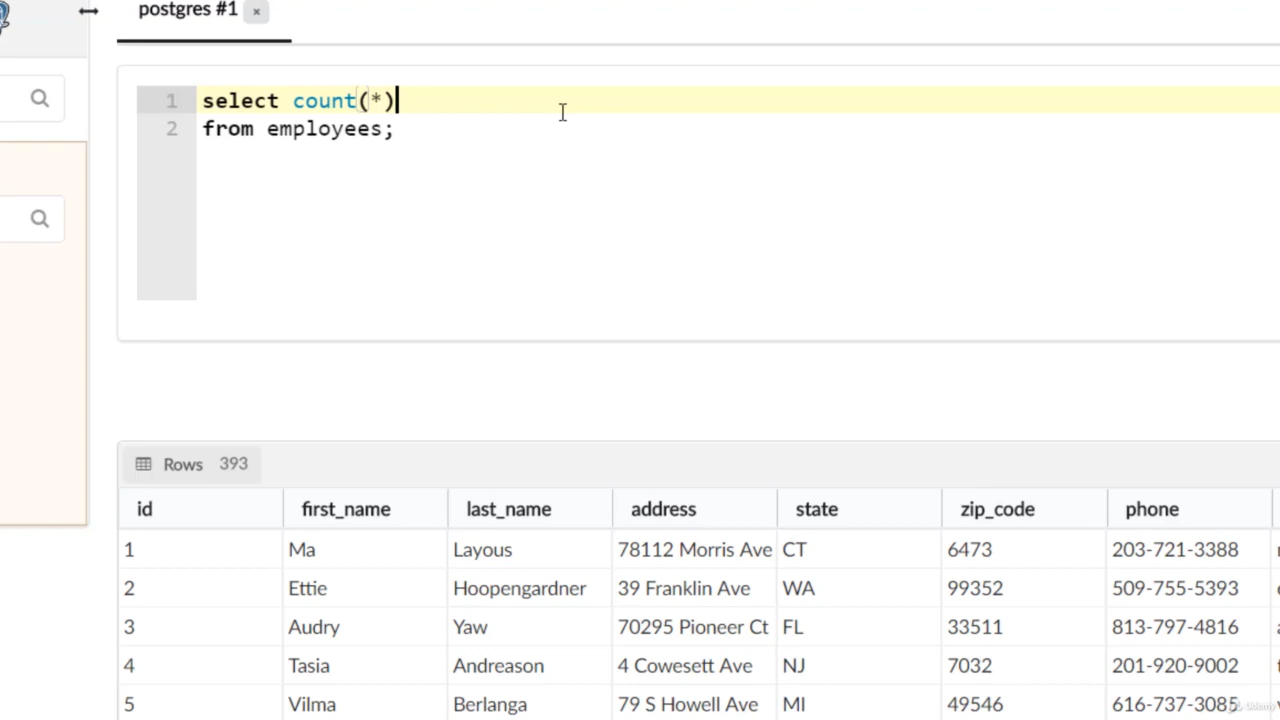 postgres #1 ×
1 select count(*)
2 from employees;
Rows 393
id first_name last_name address state zip_code phone
1 Ma Layous 78112 Morris Ave CT 6473 203-721-3388
2 Ettie Hoopengardner 39 Franklin Ave WA 99352 509-755-5393
3 Audry Yaw 70295 Pioneer Ct FL 33511 813-797-4816
4 Tasia Andreason 4 Cowesett Ave NJ 7032 201-920-9002
5 Vilma Berlanga 79 S Howell Ave MI 49546 616-737-3085
Udemy